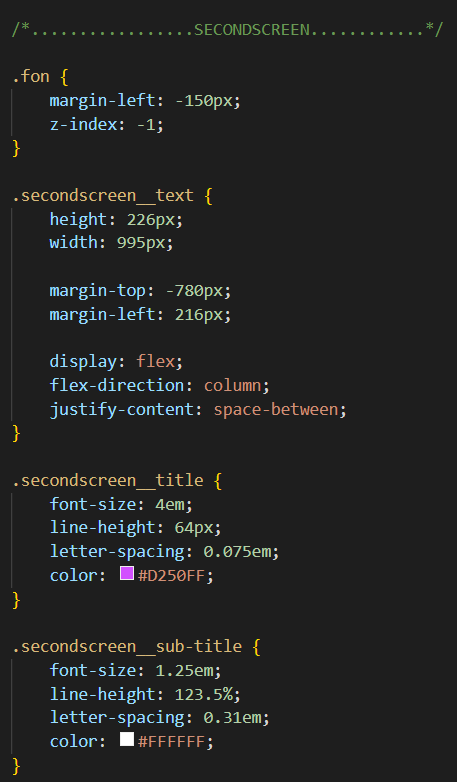 /*.................SECONDSCREEN............*/
.fon {
margin-left: -150px;
z-index: -1;
}
.secondscreen__text {
height: 226px;
width: 995px;
margin-top: -780px;
margin-left: 216px;
display: flex;
flex-direction: column;
justify-content: space-between;
}
.secondscreen__title {
font-size: 4em;
line-height: 64px;
letter-spacing: 0.075em;
color: #D250FF;
}
.secondscreen__sub-title {
font-size: 1.25em;
line-height: 123.5%;
letter-spacing: 0.31em;
color: #FFFFFF;
}